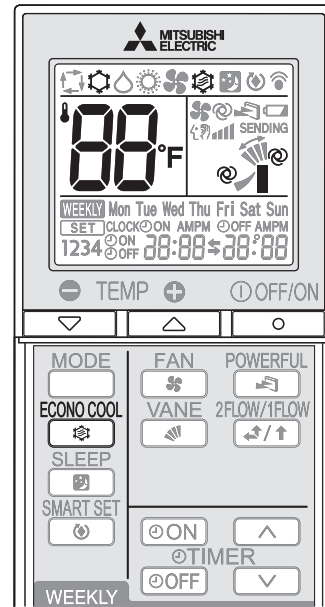 MITSUBISHI
ELECTRIC
88°F
SENDING
WEEKLY Mon Tue Wed Thu Fri Sat Sun
SET CLOCK ON AMPM OFF AMPM
1234 ON OFF 28:88 38:88
TEMP OFF/ON
MODE FAN POWERFUL
ECONO COOL VANE 2FLOW/1FLOW
SLEEP
SMART SET
ON
TIMER
OFF
WEEKLY